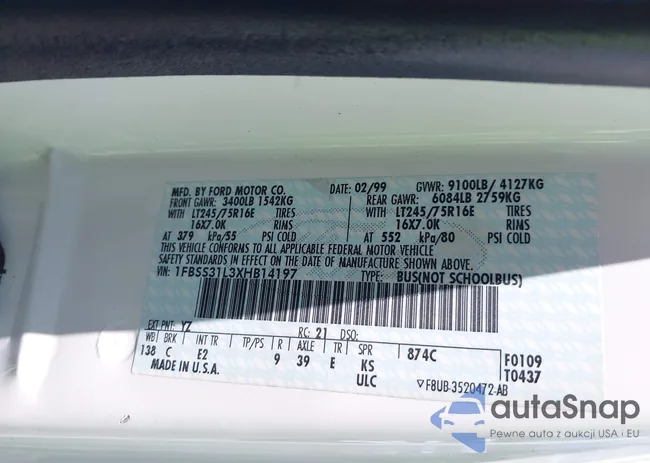 MFD. BY FORD MOTOR CO.
DATE: 02/99 GVWR: 9100LB/ 4127KG
FRONT GAWR: 3400LB 1542KG
REAR GAWR: 6084LB 2759KG
WITH LT245/75R16E TIRES
16X7.0K RINS
AT 379 kPa/55 PSI COLD
WITH LT245/75R16E TIRES
16X7.0K RIMS
AT 552 kPa/80 PSI COLD
THIS VEHICLE CONFORMS TO ALL APPLICABLE FEDERAL MOTOR VEHICLE
SAFETY STANDARDS IN EFFECT ON THE DATE OF MANUFACTURE SHOWN ABOVE.
VIN: 1FBSS31L3XHB14197
TYPE: BUS(NOT SCHOOLBUS)
EXT PNT: YZ RC: 21 DSO:
WB BRK INT TR TP/PS R AXLE TR SPR 874C
138 C E2 9 39 E KS
ULC
F0109
T0437
MADE IN U.S.A.
▽F8UB-3520472-AB
autaSnap
Pewne auta z aukcji USA i EU